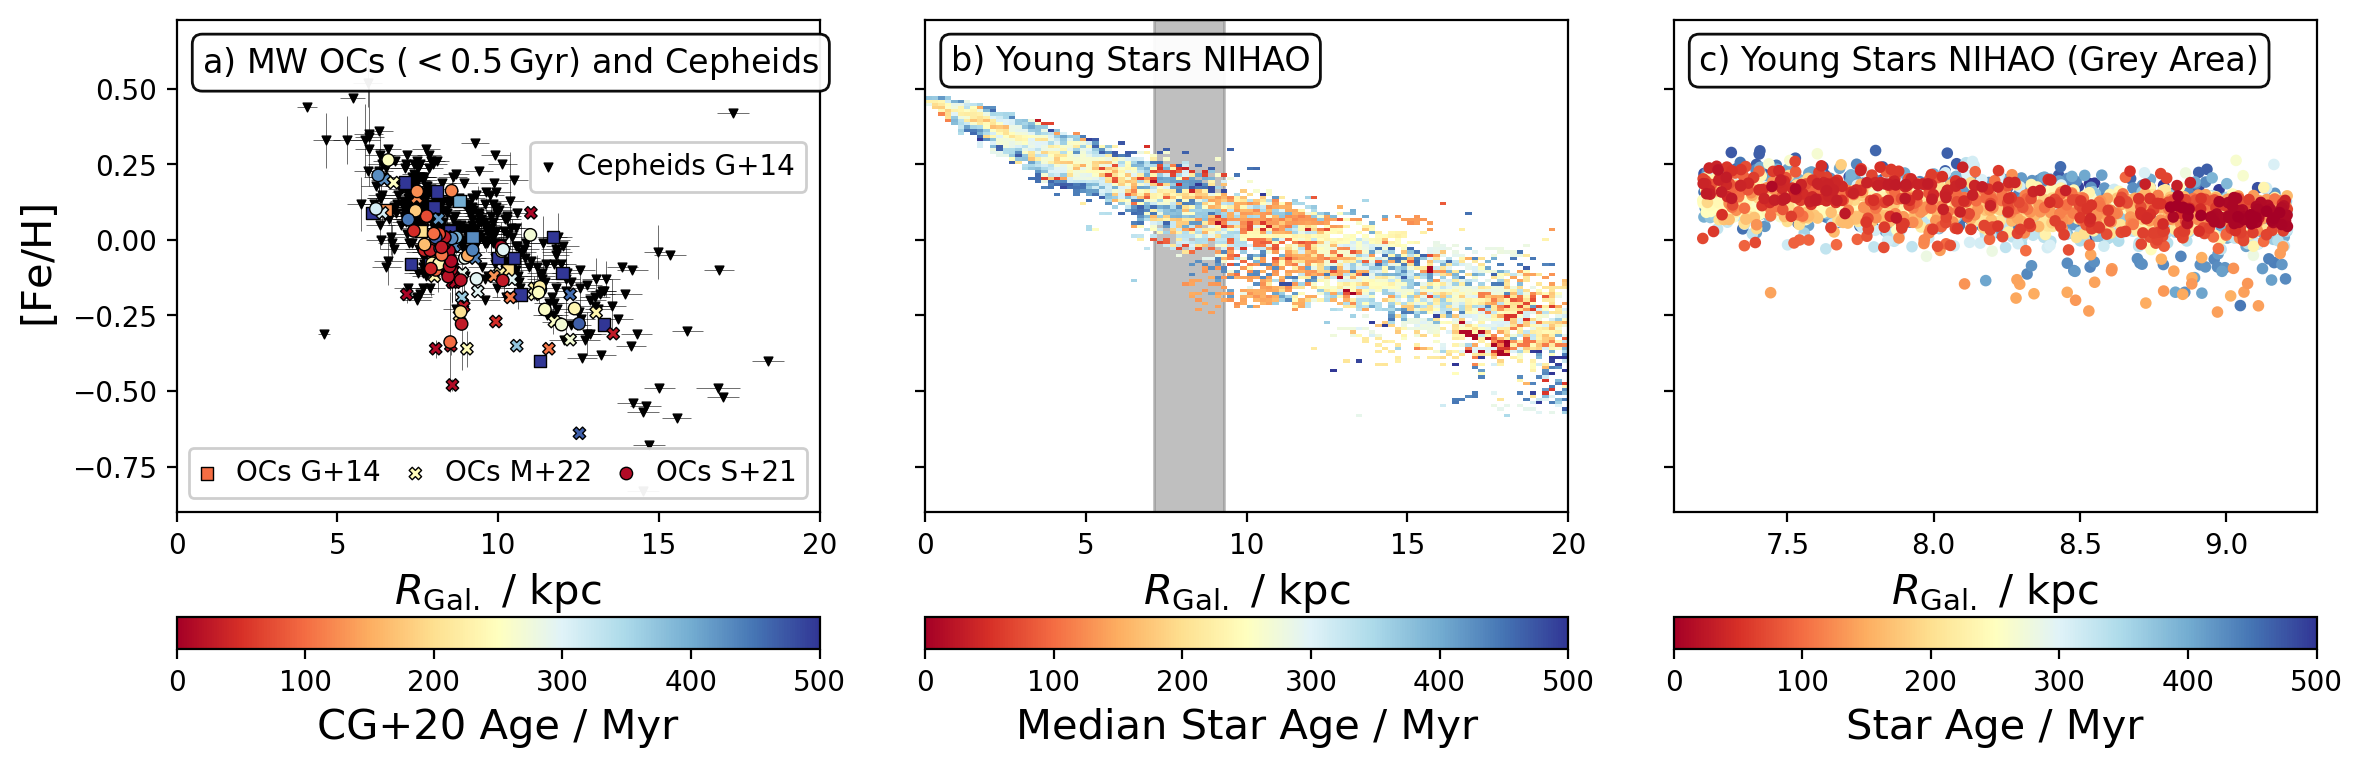 a) MW OCs (< 0.5 Gyr) and Cepheids
b) Young Stars NIHAO
c) Young Stars NIHAO (Grey Area)
Cepheids G+14
OCs G+14 OCs M+22 OCs S+21
[Fe/H]
0.50
0.25
0.00
−0.25
−0.50
−0.75
0 5 10 15 20
0 5 10 15 20
7.5 8.0 8.5 9.0
R_Gal. / kpc
R_Gal. / kpc
R_Gal. / kpc
0 100 200 300 400 500
0 100 200 300 400 500
0 100 200 300 400 500
CG+20 Age / Myr
Median Star Age / Myr
Star Age / Myr